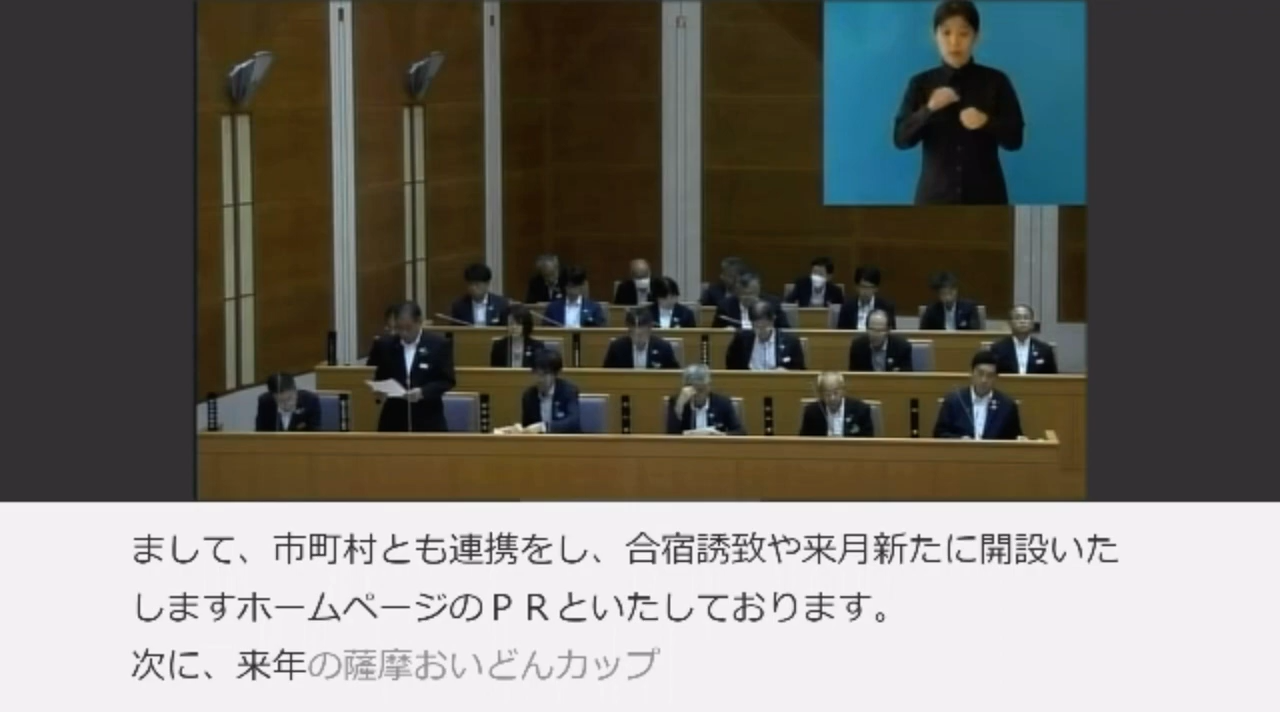 まして、市町村とも連携をし、合宿誘致や来月新たに開設いた
しますホームページのＰＲといたしております。
次に、来年の薩摩おいどんカップ